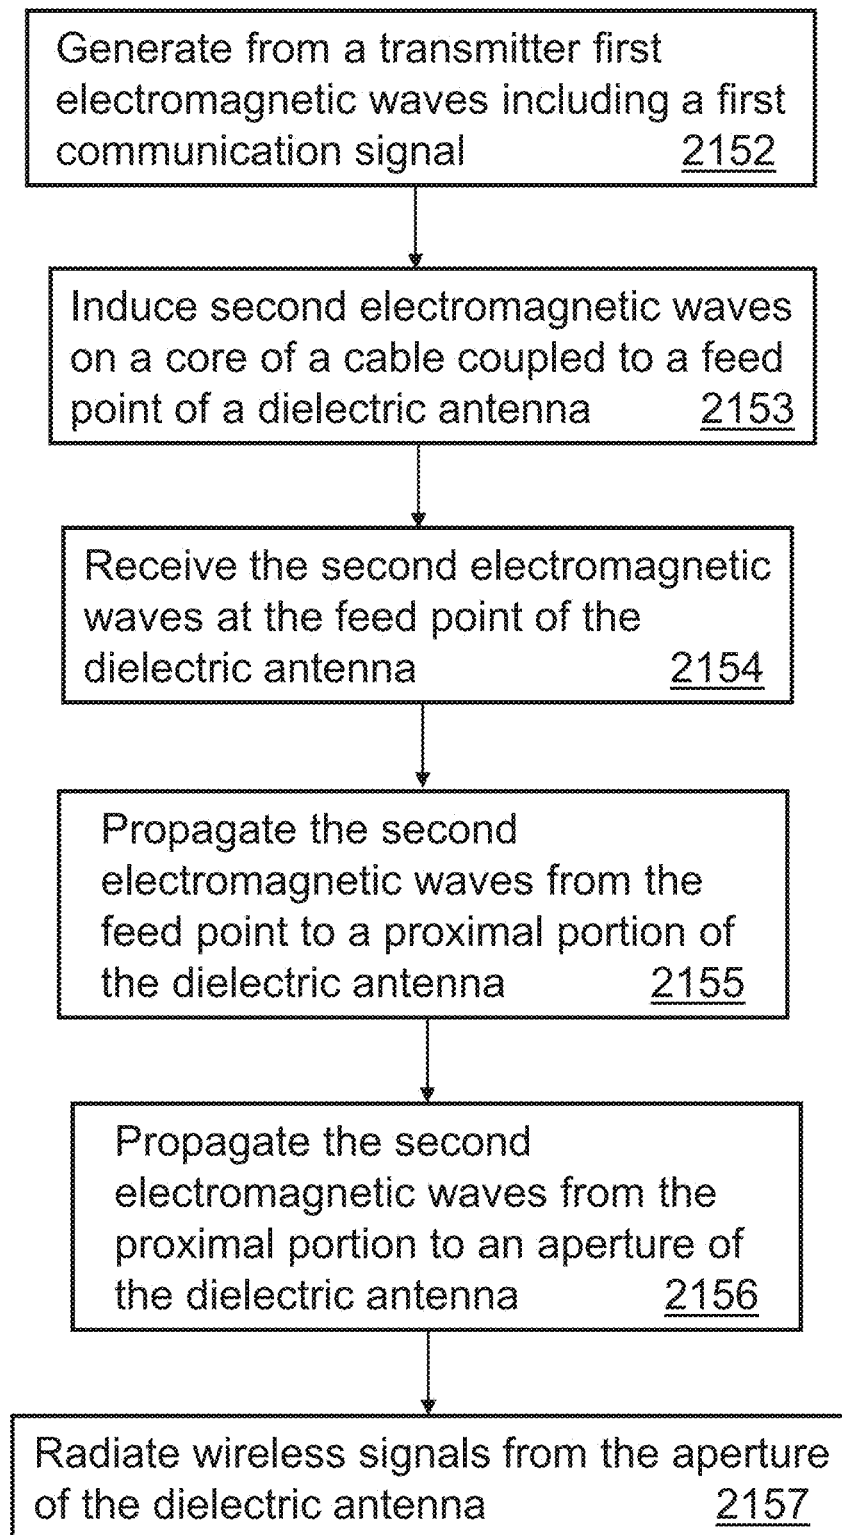 Generate from a transmitter first
electromagnetic waves including a first
communication signal 2152
Induce second electromagnetic waves
on a core of a cable coupled to a feed
point of a dielectric antenna 2153
Receive the second electromagnetic
waves at the feed point of the
dielectric antenna 2154
Propagate the second
electromagnetic waves from the
feed point to a proximal portion of
the dielectric antenna 2155
Propagate the second
electromagnetic waves from the
proximal portion to an aperture of
the dielectric antenna 2156
Radiate wireless signals from the aperture
of the dielectric antenna 2157